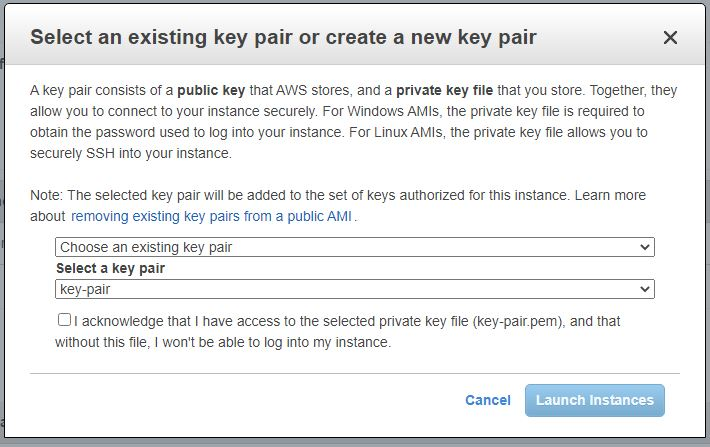 Select an existing key pair or create a new key pair
A key pair consists of a public key that AWS stores, and a private key file that you store. Together, they
allow you to connect to your instance securely. For Windows AMIs, the private key file is required to
obtain the password used to log into your instance. For Linux AMIs, the private key file allows you to
securely SSH into your instance.
Note: The selected key pair will be added to the set of keys authorized for this instance. Learn more
about removing existing key pairs from a public AMI .
Choose an existing key pair
Select a key pair
key-pair
I acknowledge that I have access to the selected private key file (key-pair.pem), and that
without this file, I won't be able to log into my instance.
Cancel
Launch Instances